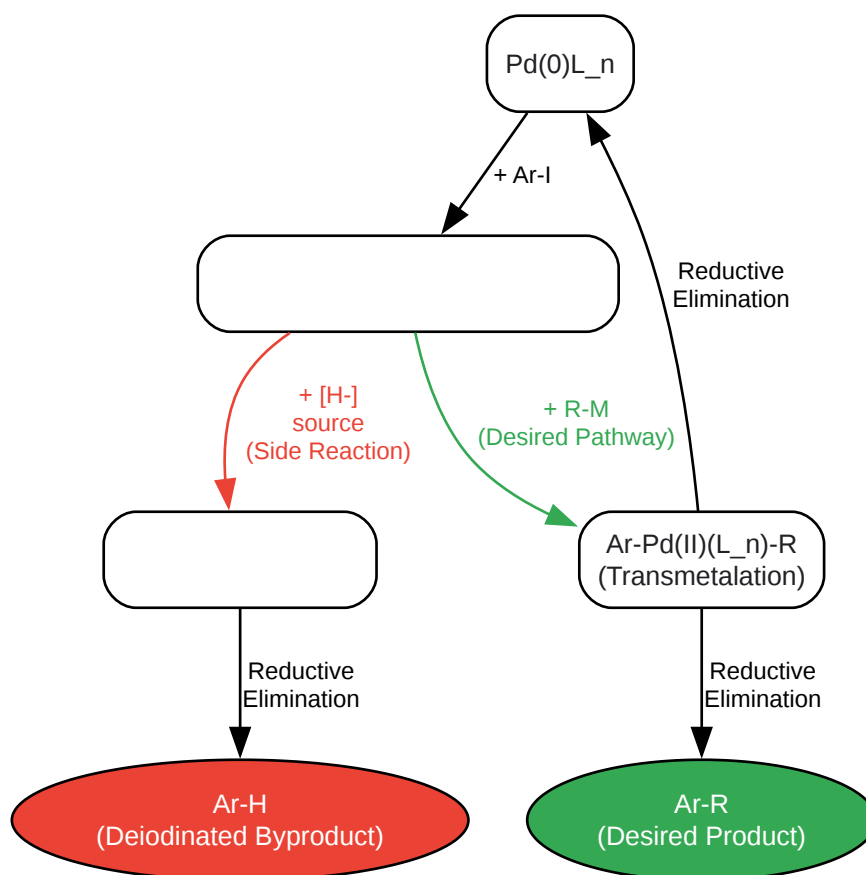 Pd(0)L_n
+ Ar-I
Reductive
Elimination
+ [H-]
source
(Side Reaction)
+ R-M
(Desired Pathway)
Ar-Pd(II)(L_n)-R
(Transmetalation)
Reductive
Elimination
Reductive
Elimination
Ar-H
(Deiodinated Byproduct)
Ar-R
(Desired Product)